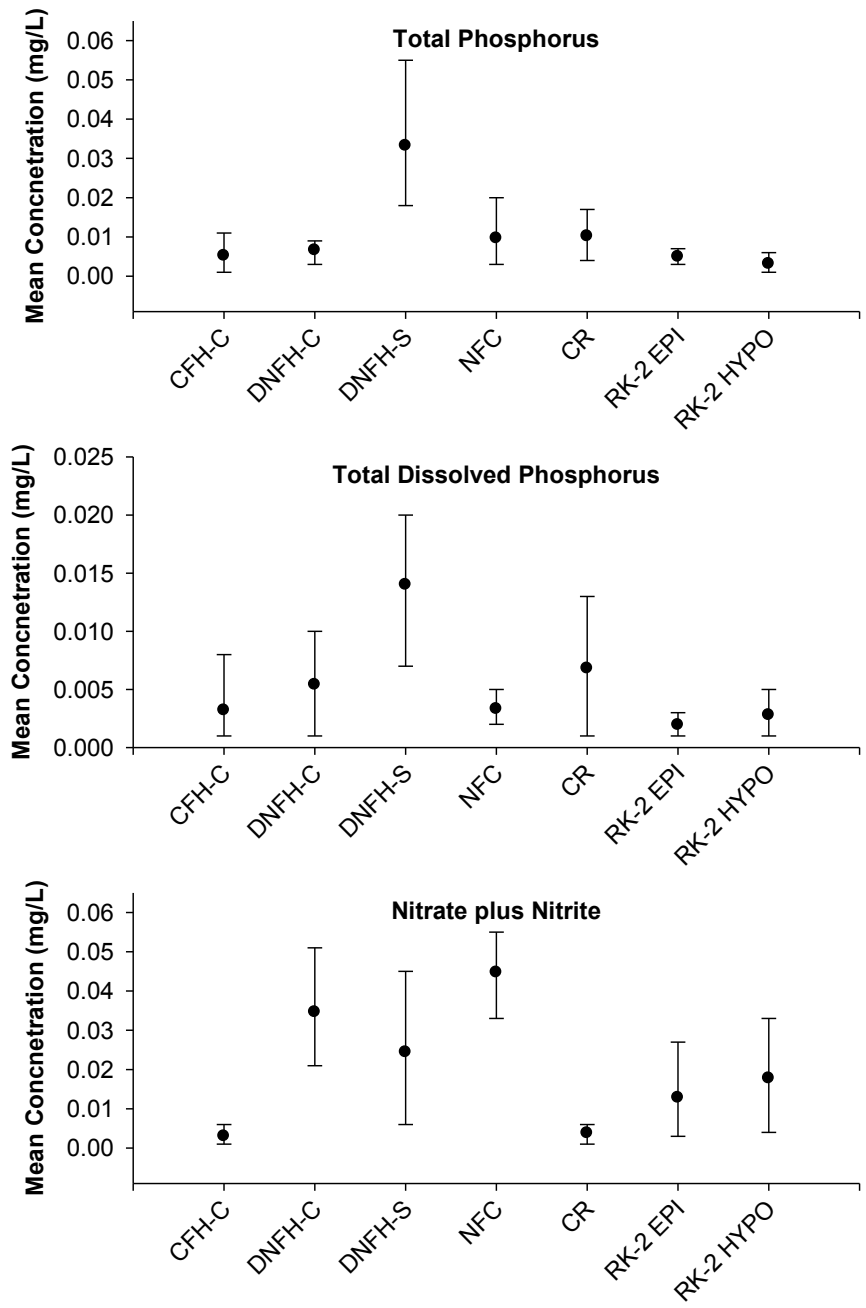 Total Phosphorus
Mean Concnetration (mg/L)
0.06
0.05
0.04
0.03
0.02
0.01
0.00
CFH-C
DNFH-C
DNFH-S
NFC
CR
RK-2 EPI
RK-2 HYPO
Total Dissolved Phosphorus
Mean Concnetration (mg/L)
0.025
0.020
0.015
0.010
0.005
0.000
CFH-C
DNFH-C
DNFH-S
NFC
CR
RK-2 EPI
RK-2 HYPO
Nitrate plus Nitrite
Mean Concnetration (mg/L)
0.06
0.05
0.04
0.03
0.02
0.01
0.00
CFH-C
DNFH-C
DNFH-S
NFC
CR
RK-2 EPI
RK-2 HYPO